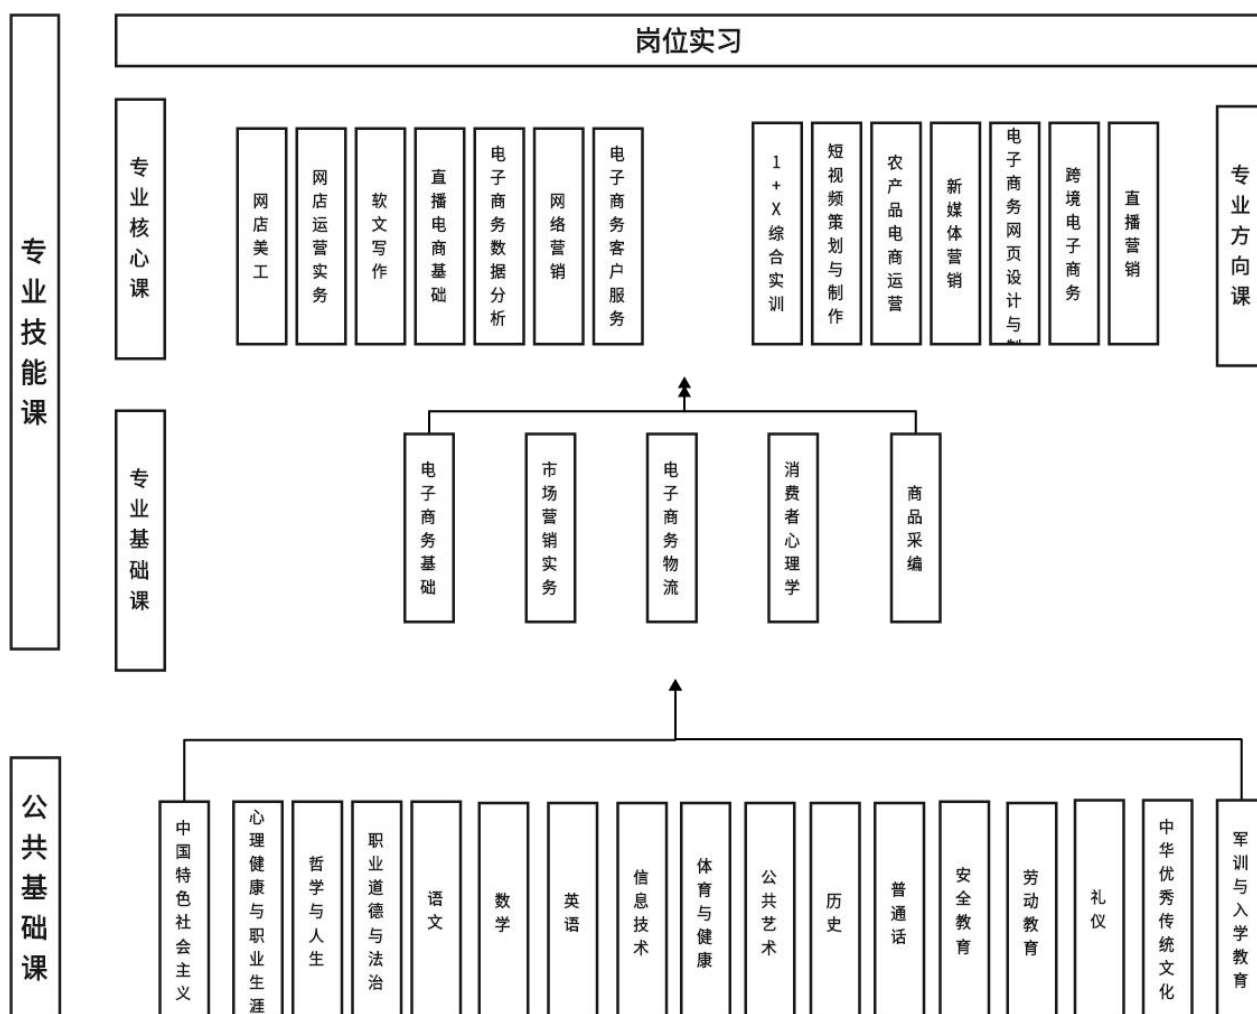 岗位实习
专业技能课
专业核心课
网店美工
网店运营实务
软文写作
直播电商基础
电子商务数据分析
网络营销
电子商务客户服务
1+X综合实训
短视频策划与制作
农产品电商运营
新媒体营销
电子商务网页设计与
跨境电子商务
直播营销
专业方向课
专业基础课
电子商务基础
市场营销实务
电子商务物流
消费者心理学
商品采编
公共基础课
中国特色社会主义
心理健康与职业生涯
哲学与人生
职业道德与法治
语文
数学
英语
信息技术
体育与健康
公共艺术
历史
普通话
安全教育
劳动教育
礼仪
中华优秀传统文化
军训与入学教育